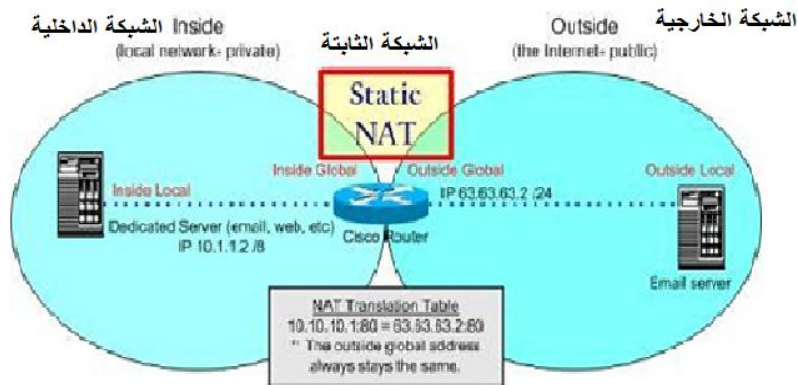 الشبكة الداخلية
Inside
(local network- private)
الشبكة الثابتة
Outside
(the Internet- public)
الشبكة الخارجية
Static
NAT
Inside Global
Outside Global
Inside Local
Outside Local
IP 63.63.63.2 /24
Dedicated Server (email, web, etc)
IP 10.1.1.2 /8
Cisco Router
Email server
NAT Translation Table
10.10.10.1:80 = 63.63.63.2:80
* The outside global address
always stays the same.